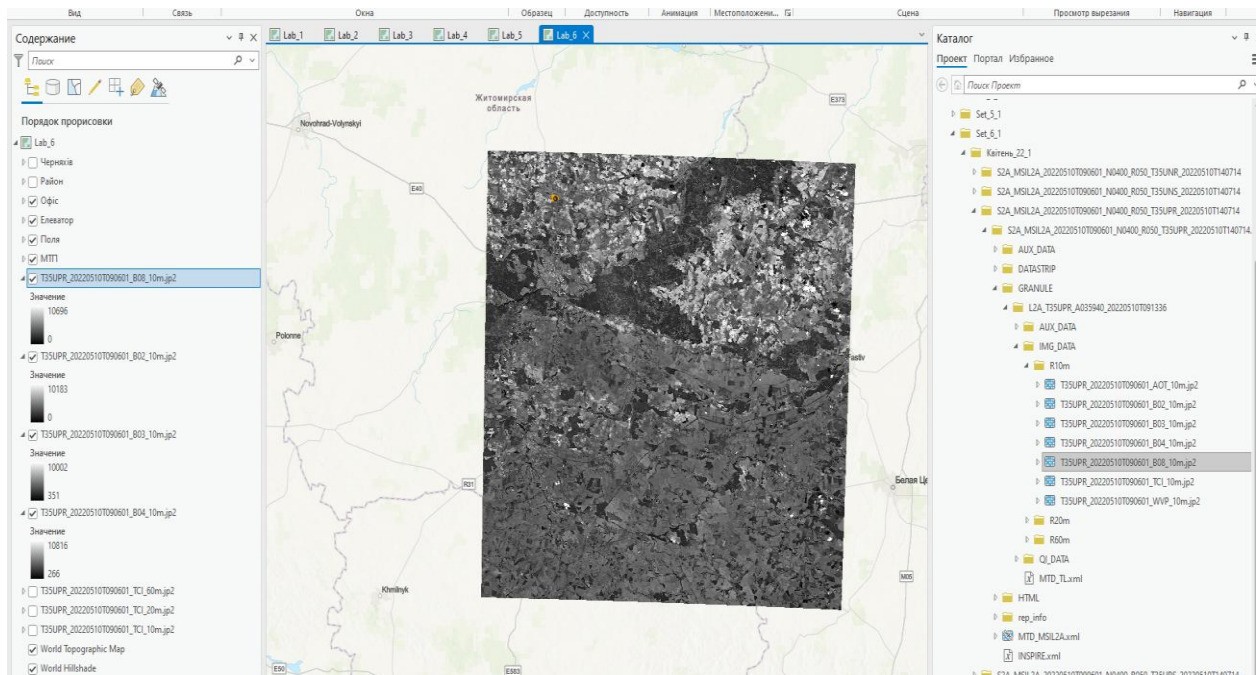 Вид Связь Окна Образец Доступность Анимация Местоположени... Сцена Просмотр вырезания Навигация
Содержание
Поиск
Порядок прорисовки
Lab_6
Черняхів
Район
Офіс
Елеватор
Поля
МТП
T35UPR_20220510T090601_B08_10m.jp2
Значение
10696
0
T35UPR_20220510T090601_B02_10m.jp2
Значение
10183
0
T35UPR_20220510T090601_B03_10m.jp2
Значение
10002
351
T35UPR_20220510T090601_B04_10m.jp2
Значение
10816
266
T35UPR_20220510T090601_TCI_60m.jp2
T35UPR_20220510T090601_TCI_20m.jp2
T35UPR_20220510T090601_TCI_10m.jp2
World Topographic Map
World Hillshade
Lab_1 Lab_2 Lab_3 Lab_4 Lab_5 Lab_6
Житомирская
область
E373
Novohrad-Volynskyi
E40
Polonne
Fastiv
Белая Це
R31
M05
Khmilnyk
E50
E583
Каталог
Проект Портал Избранное
Поиск Проект
Set_5_1
Set_6_1
Квітень_22_1
S2A_MSIL2A_20220510T090601_N0400_R050_T35UNR_20220510T140714
S2A_MSIL2A_20220510T090601_N0400_R050_T35UNS_20220510T140714
S2A_MSIL2A_20220510T090601_N0400_R050_T35UPR_20220510T140714
S2A_MSIL2A_20220510T090601_N0400_R050_T35UPR_20220510T140714.
AUX_DATA
DATASTRIP
GRANULE
L2A_T35UPR_A035940_20220510T091336
AUX_DATA
IMG_DATA
R10m
T35UPR_20220510T090601_AOT_10m.jp2
T35UPR_20220510T090601_B02_10m.jp2
T35UPR_20220510T090601_B03_10m.jp2
T35UPR_20220510T090601_B04_10m.jp2
T35UPR_20220510T090601_B08_10m.jp2
T35UPR_20220510T090601_TCI_10m.jp2
T35UPR_20220510T090601_WVP_10m.jp2
R20m
R60m
QI_DATA
MTD_TL.xml
HTML
rep_info
MTD_MSIL2A.xml
INSPIRE.xml
S2A_MSIL2A_20220510T090601_N0400_R050_T35UPS_20220510T140714